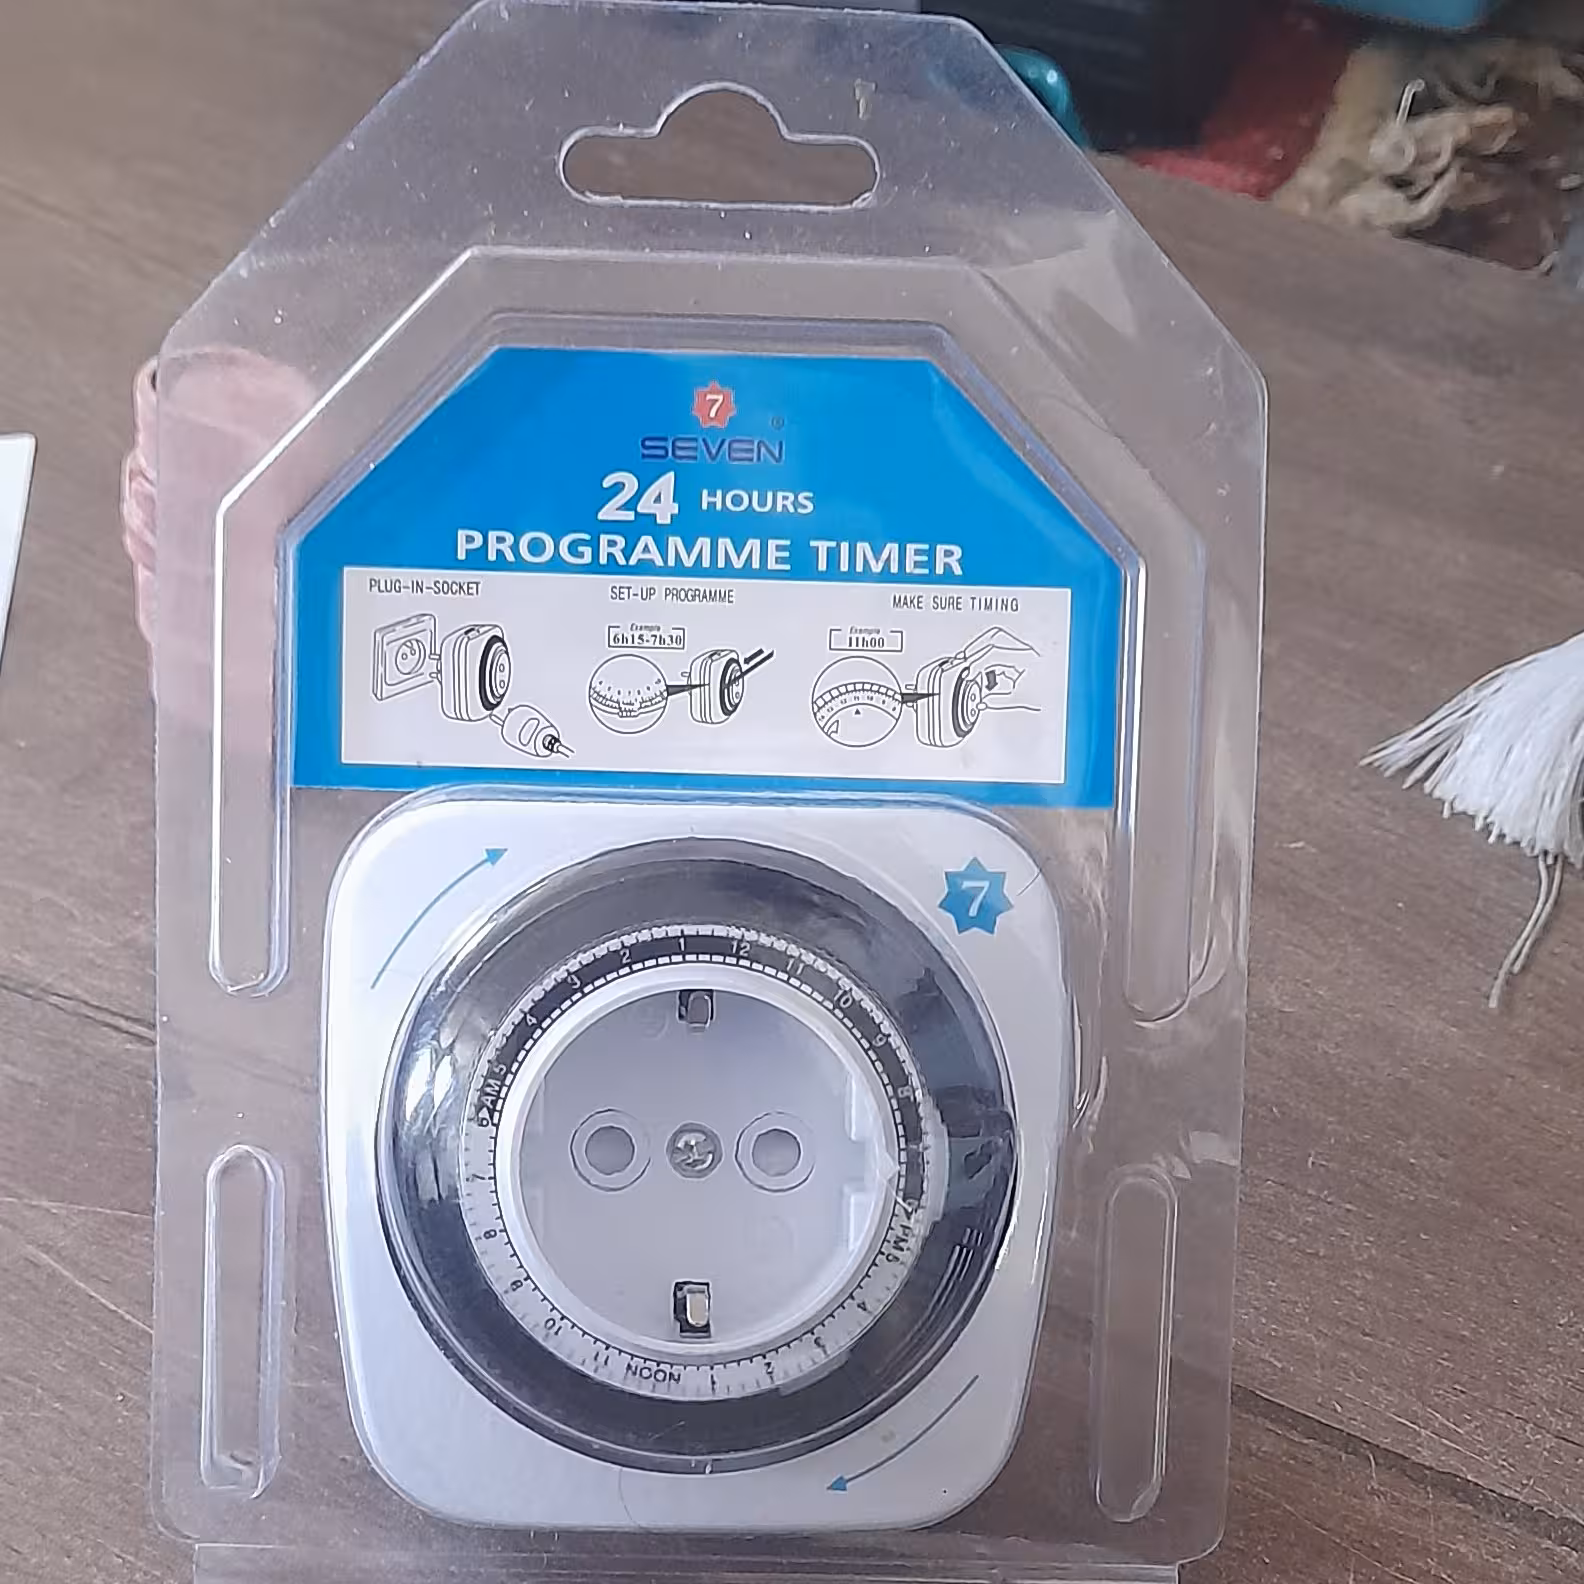 7
®
SEVEN
24 HOURS
PROGRAMME TIMER
PLUG-IN-SOCKET
SET-UP PROGRAMME
MAKE SURE TIMING
Example
6h15-7h30
Example
11h00
7
1 12 11 10 9 8 7 6 PM 5 4 3 2 1 NOON 11 10 9 8 7 6 AM 5 4 3 2